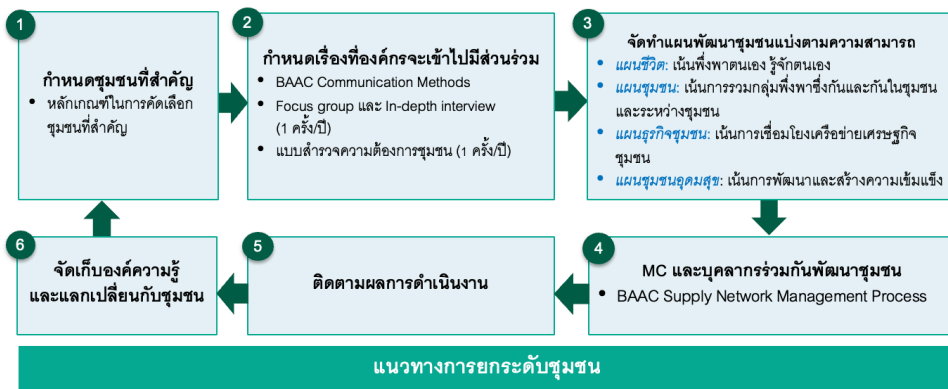 1
กำหนดชุมชนที่สำคัญ
• หลักเกณฑ์ในการคัดเลือก
ชุมชนที่สำคัญ
2
กำหนดเรื่องที่องค์กรจะเข้าไปมีส่วนร่วม
• BAAC Communication Methods
• Focus group และ In-depth interview
(1 ครั้ง/ปี)
• แบบสำรวจความต้องการชุมชน (1 ครั้ง/ปี)
3
จัดทำแผนพัฒนาชุมชนแบ่งตามความสามารถ
• แผนชีวิต: เน้นพึ่งพาตนเอง รู้จักตนเอง
• แผนชุมชน: เน้นการรวมกลุ่มพึ่งพาซึ่งกันและกันในชุมชน
และระหว่างชุมชน
• แผนธุรกิจชุมชน: เน้นการเชื่อมโยงเครือข่ายเศรษฐกิจ
ชุมชน
• แผนชุมชนอุดมสุข: เน้นการพัฒนาและสร้างความเข้มแข็ง
4
MC และบุคลากรร่วมกันพัฒนาชุมชน
• BAAC Supply Network Management Process
5
ติดตามผลการดำเนินงาน
6
จัดเก็บองค์ความรู้
และแลกเปลี่ยนกับชุมชน
แนวทางการยกระดับชุมชน